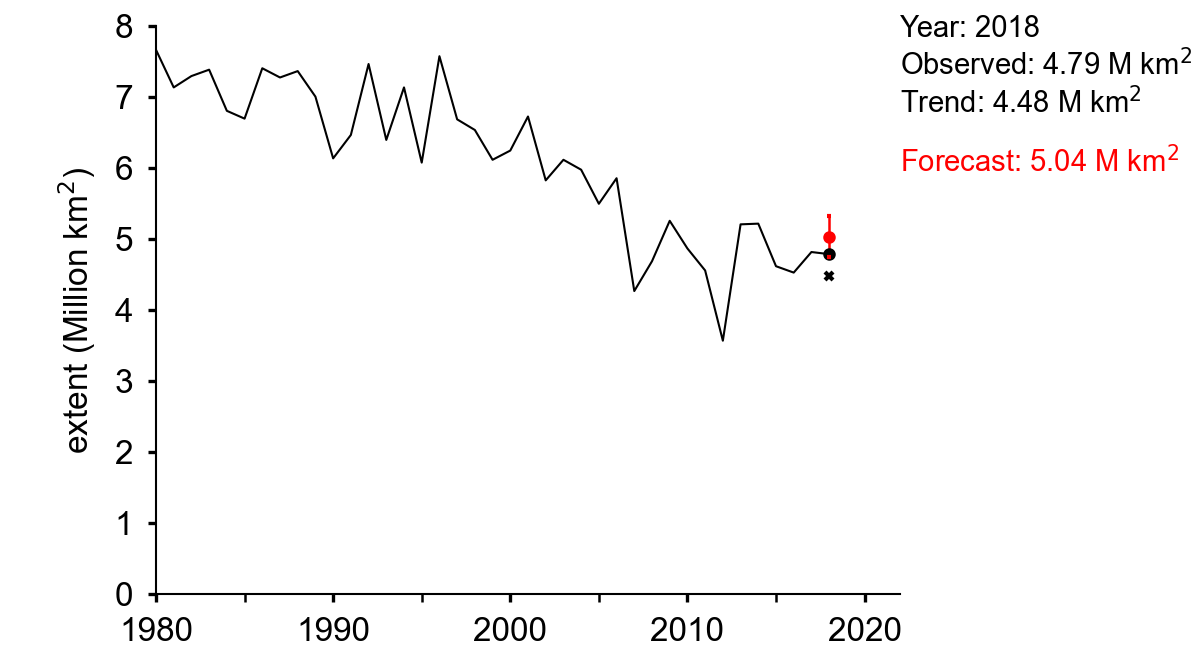 Year: 2018
Observed: 4.79 M km²
Trend: 4.48 M km²
Forecast: 5.04 M km²
extent (Million km²)
8
7
6
5
4
3
2
1
0
1980 1990 2000 2010 2020